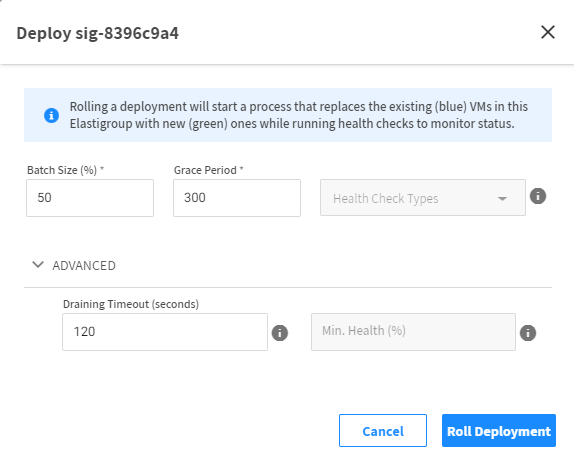 Deploy sig-8396c9a4
Rolling a deployment will start a process that replaces the existing (blue) VMs in this
Elastigroup with new (green) ones while running health checks to monitor status.
Batch Size (%) *
Grace Period *
50
300
Health Check Types
ADVANCED
Draining Timeout (seconds)
120
Min. Health (%)
Cancel
Roll Deployment